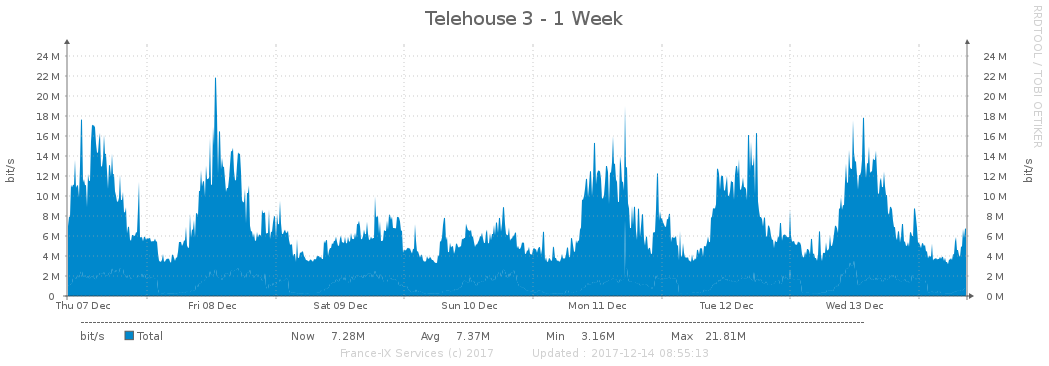 Telehouse 3 - 1 Week
RRDTOOL / TOBI OETIKER
24 M 24 M
22 M 22 M
20 M 20 M
18 M 18 M
16 M 16 M
14 M 14 M
12 M 12 M
10 M 10 M
8 M 8 M
6 M 6 M
4 M 4 M
2 M 2 M
0 0 M
bit/s
bit/s
Thu 07 Dec Fri 08 Dec Sat 09 Dec Sun 10 Dec Mon 11 Dec Tue 12 Dec Wed 13 Dec
bit/s Total Now 7.28M Avg 7.37M Min 3.16M Max 21.81M
France-IX Services (c) 2017 Updated : 2017-12-14 08:55:13